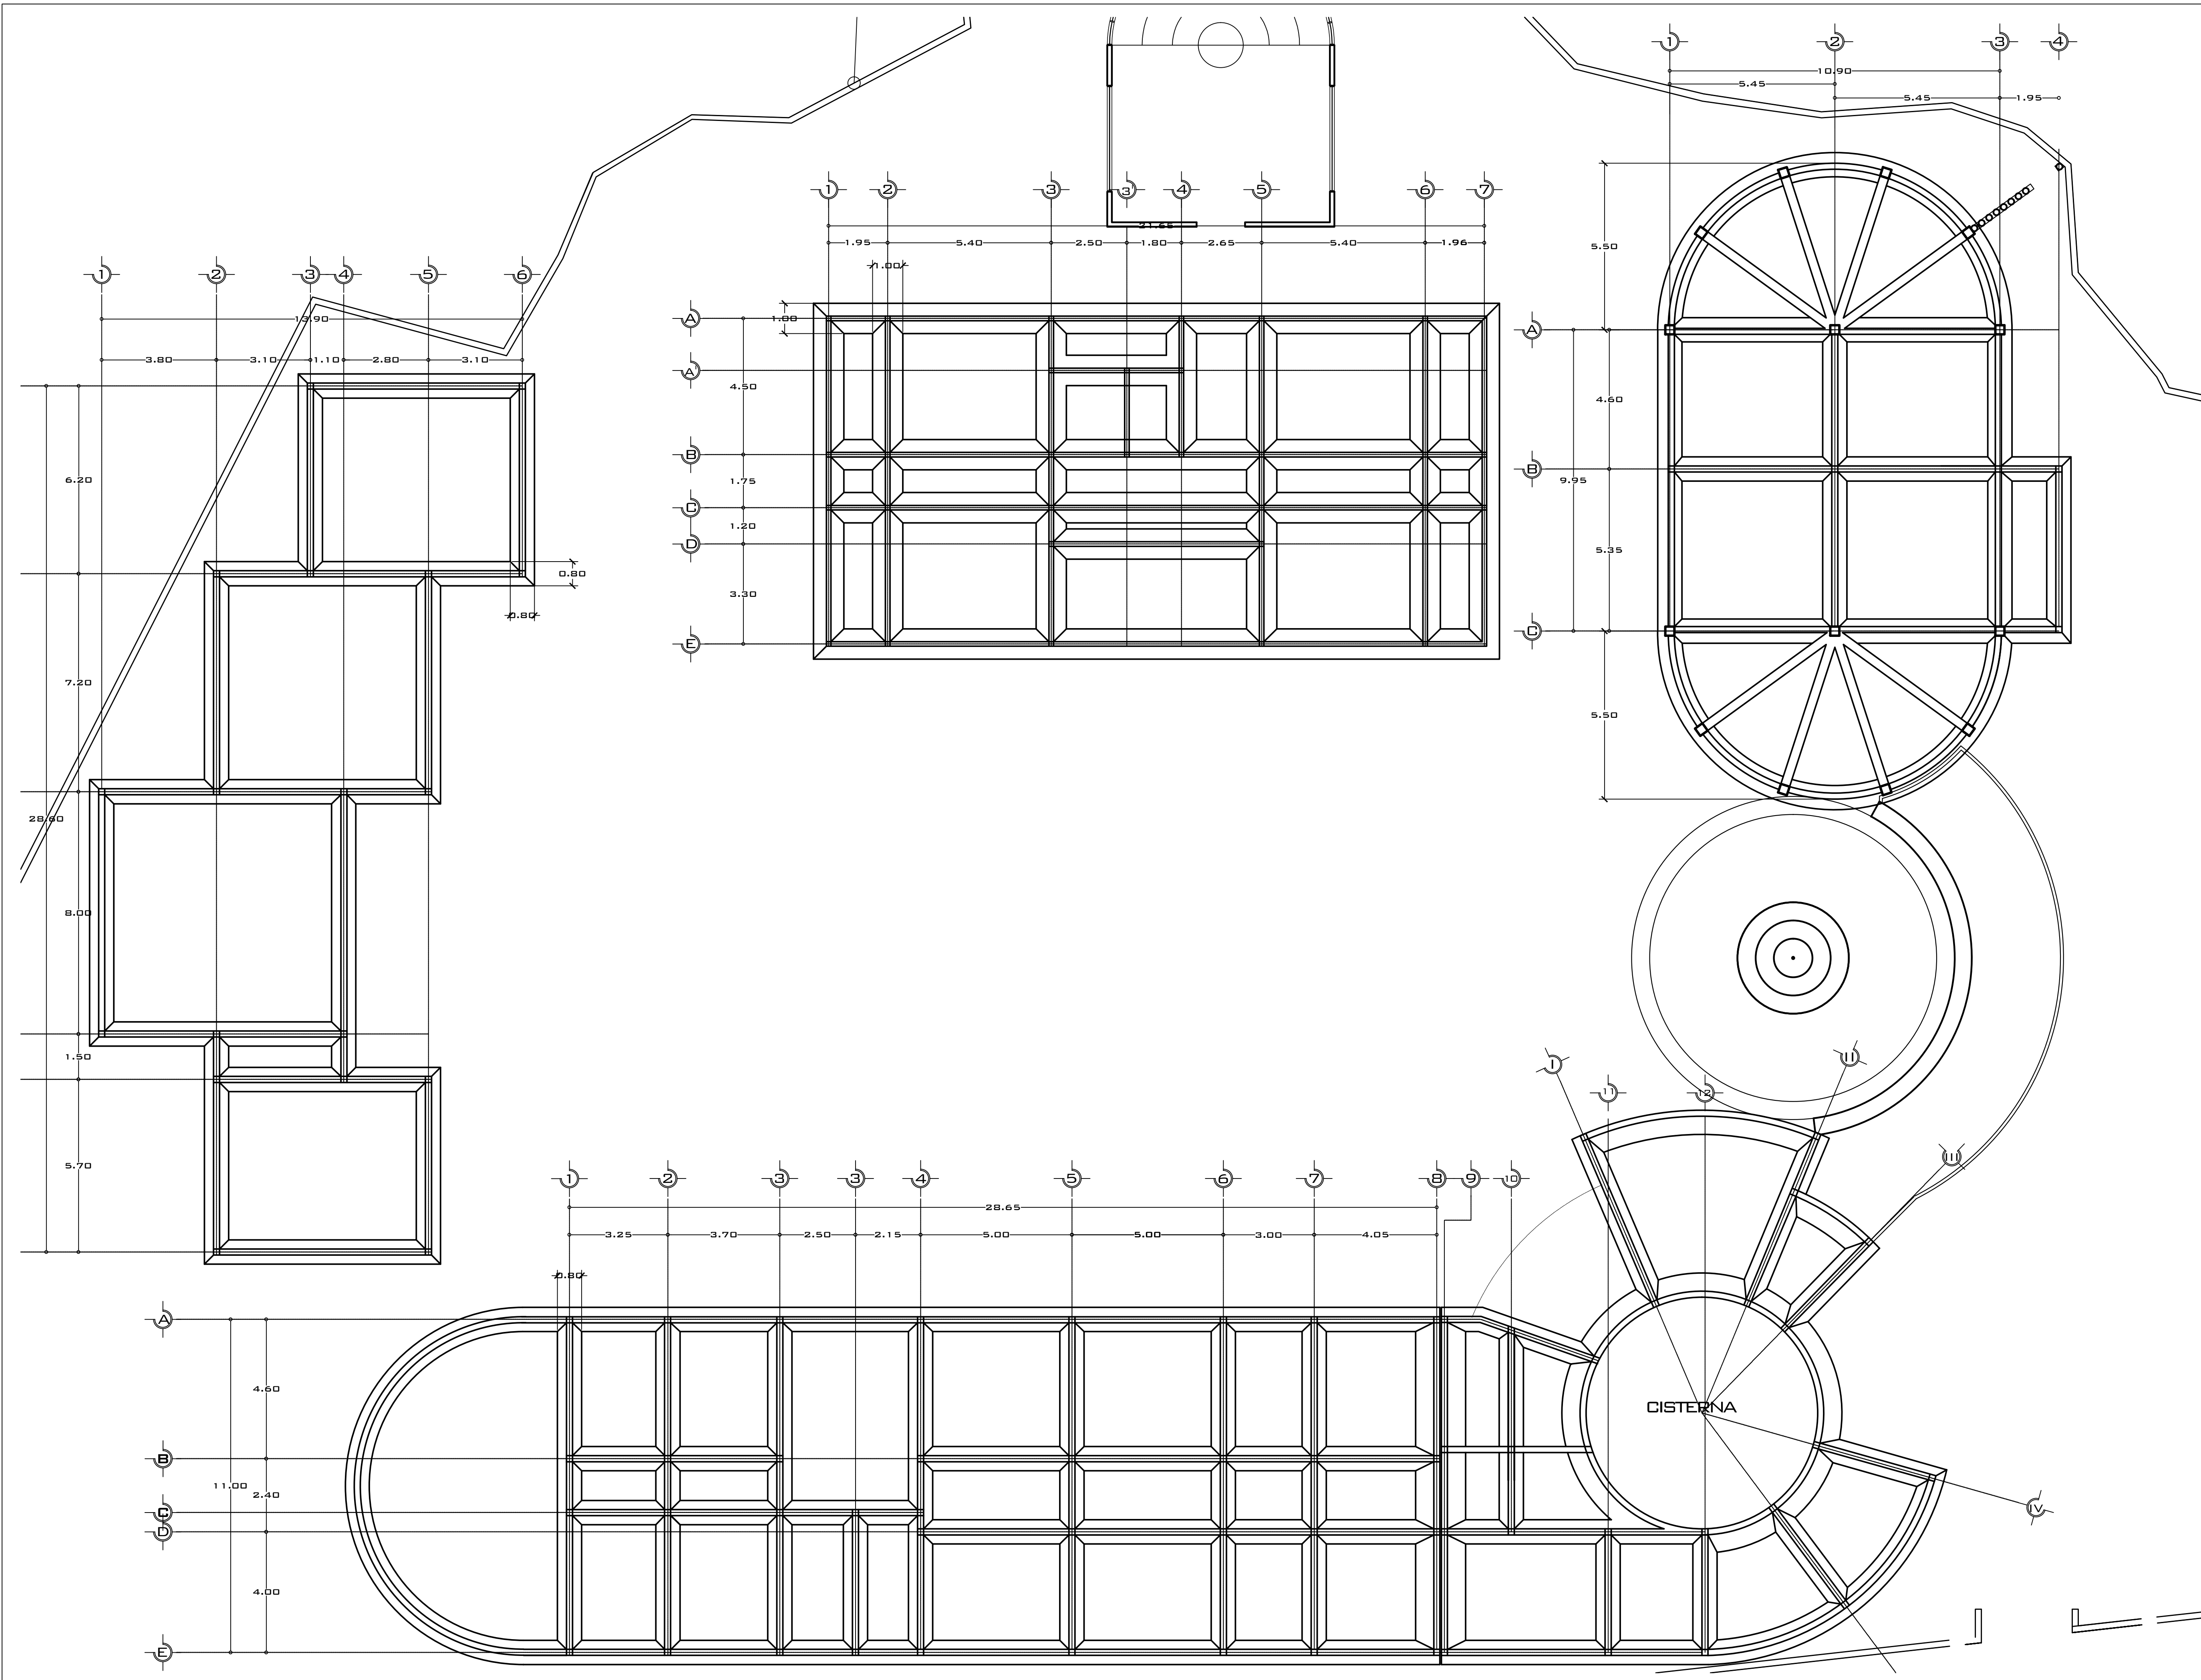 1 2 3 4
10.90
5.45
5.45 1.95
5.50
A
4.60
B
9.95
5.35
C
5.50
1 2 3 3' 4 5 6 7
21.65
1.95 5.40 2.50 1.80 2.65 5.40 1.96
1.00
A
1.00
A'
4.50
B
1.75
C
1.20
D
3.30
E
1 2 3 4 5 6
13.90
3.80 3.10 1.10 2.80 3.10
6.20
0.80
0.80
7.20
28.60
8.00
1.50
5.70
I II
11 12
III
1 2 3 3 4 5 6 7 8 9 10
28.65
3.25 3.70 2.50 2.15 5.00 5.00 3.00 4.05
0.80
A
4.60
CISTERNA
B
11.00
2.40
C
D
IV
4.00
E